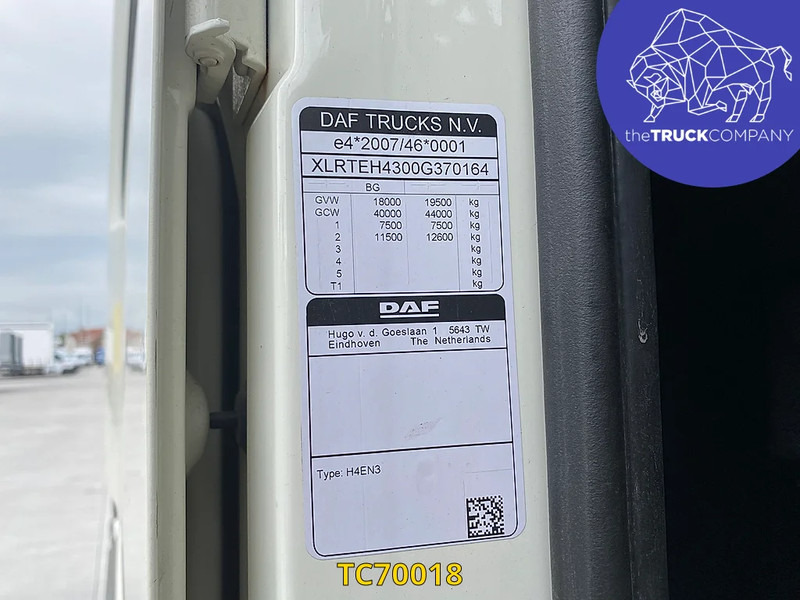 theTRUCKCOMPANY
DAF TRUCKS N.V.
e4*2007/46*0001
XLRTEH4300G370164
BG
GVW 18000 19500 kg
GCW 40000 44000 kg
1 7500 7500 kg
2 11500 12600 kg
3 kg
4 kg
5 kg
T1 kg
DAF
Hugo v. d. Goeslaan 1 5643 TW
Eindhoven The Netherlands
Type: H4EN3
TC70018